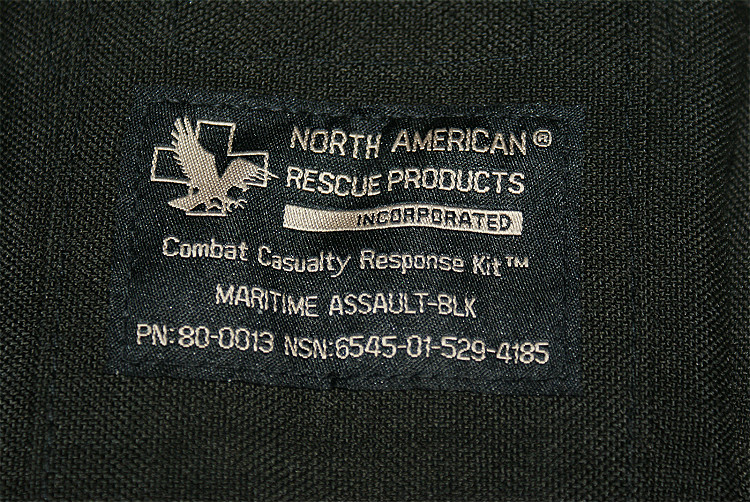 NORTH AMERICAN®
RESCUE PRODUCTS
INCORPORATED
Combat Casualty Response Kit™
MARITIME ASSAULT-BLK
PN:80-0013 NSN:6545-01-529-4185